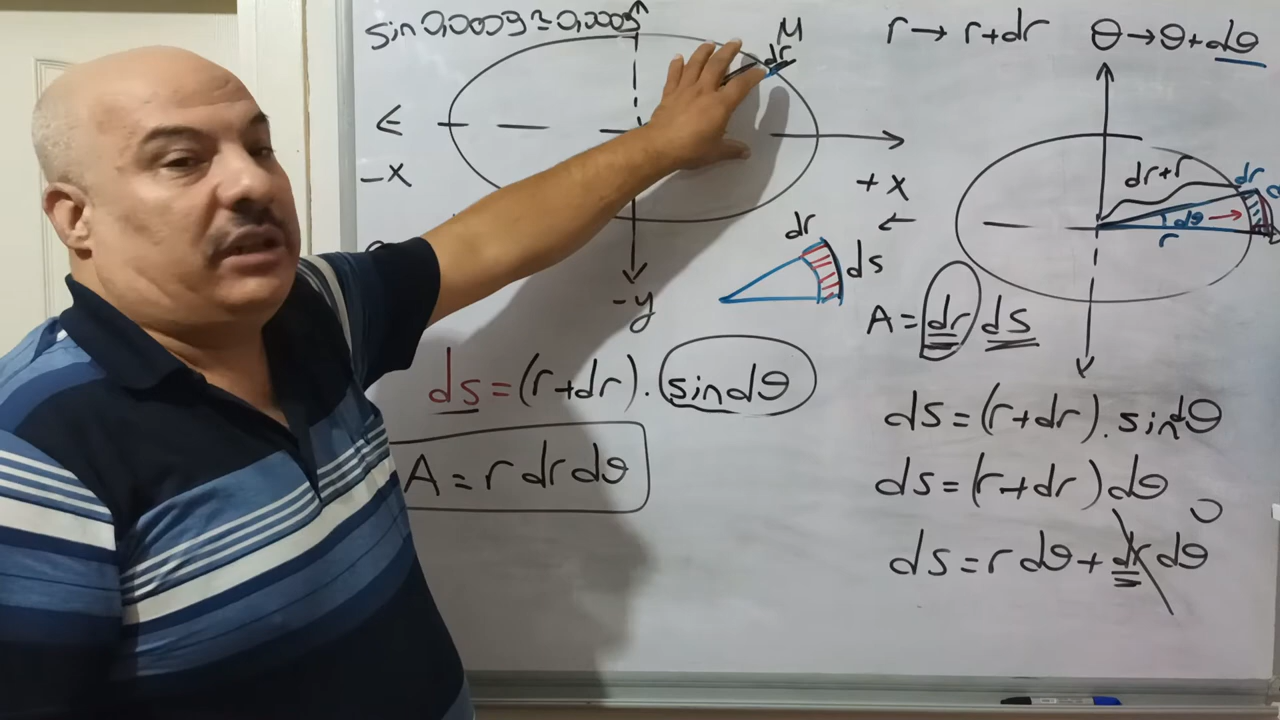 sin 0,0009 ≅ 0,0009
M
dr
-x
+x
-y
dr
ds
ds = (r+dr) . sin dθ
A = r dr dθ
r → r+dr θ → θ+dθ
dr+r
dr
dθ
r
A = dr ds
ds = (r+dr) . sin dθ
ds = (r+dr) dθ
0
ds = r dθ + dr dθ